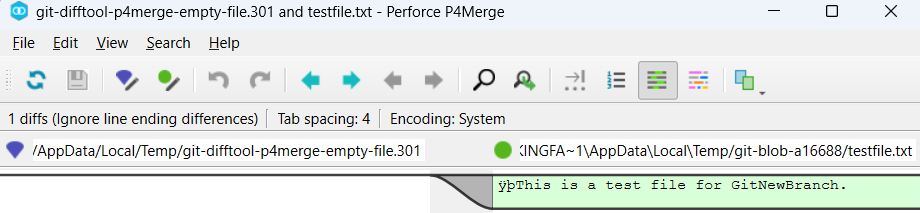 git-difftool-p4merge-empty-file.301 and testfile.txt - Perforce P4Merge
File Edit View Search Help
1 diffs (Ignore line ending differences) Tab spacing: 4 Encoding: System
/AppData/Local/Temp/git-difftool-p4merge-empty-file.301 KINGFA~1\AppData\Local\Temp/git-blob-a16688/testfile.txt
ÿþThis is a test file for GitNewBranch.